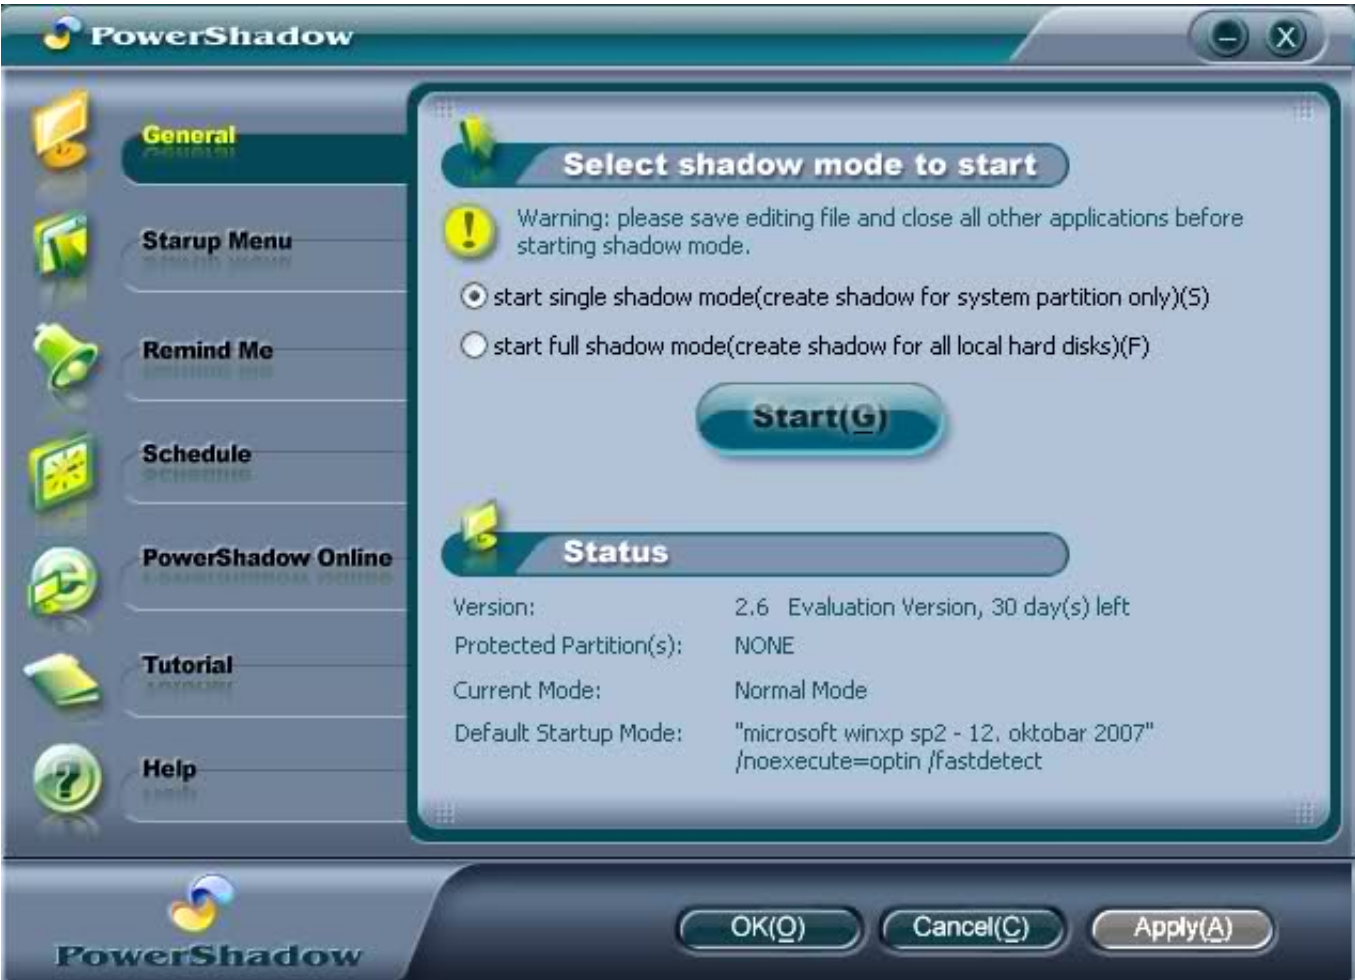 PowerShadow
General
Starup Menu
Remind Me
Schedule
PowerShadow Online
Tutorial
Help
Select shadow mode to start
Warning: please save editing file and close all other applications before
starting shadow mode.
start single shadow mode(create shadow for system partition only)(S)
start full shadow mode(create shadow for all local hard disks)(F)
Start(G)
Status
Version: 2.6 Evaluation Version, 30 day(s) left
Protected Partition(s): NONE
Current Mode: Normal Mode
Default Startup Mode: "microsoft winxp sp2 - 12. oktobar 2007"
/noexecute=optin /fastdetect
PowerShadow
OK(O) Cancel(C) Apply(A)